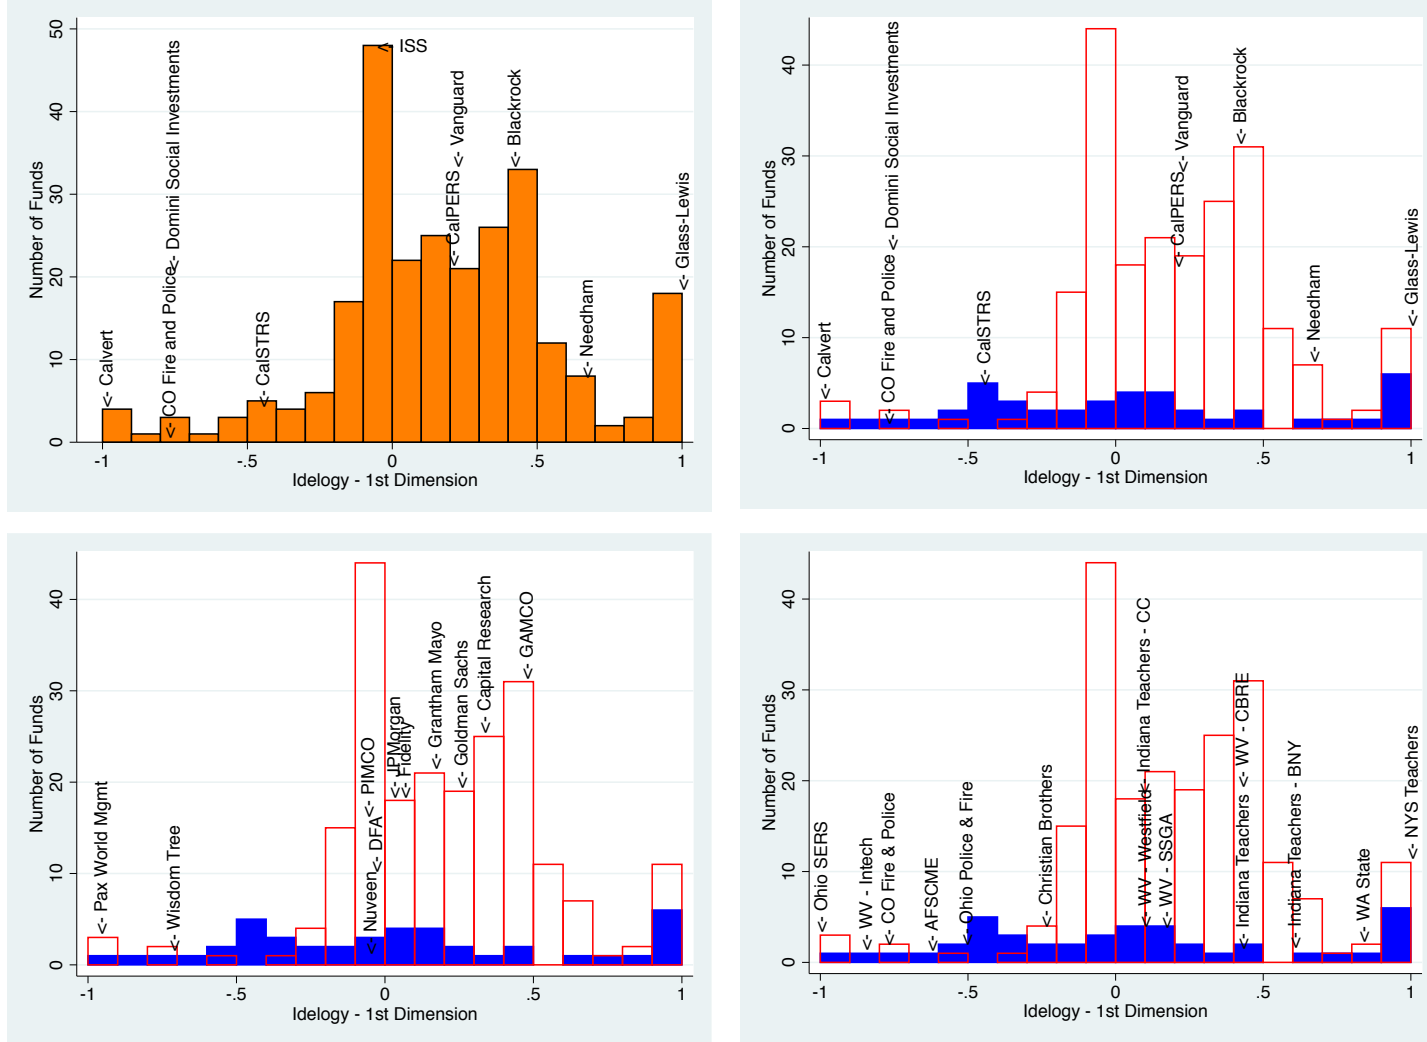 50
40
30
20
10
0
Number of Funds
<- Calvert
<- CO Fire and Police
<- Domini Social Investments
<- CalSTRS
<- ISS
<- CalPERS
<- Vanguard
<- Blackrock
<- Needham
<- Glass-Lewis
-1
-.5
0
.5
1
Idelogy - 1st Dimension
40
30
20
10
0
Number of Funds
<- Calvert
<- CO Fire and Police
<- Domini Social Investments
<- CalSTRS
<- CalPERS
<- Vanguard
<- Blackrock
<- Needham
<- Glass-Lewis
-1
-.5
0
.5
1
Idelogy - 1st Dimension
40
30
20
10
0
Number of Funds
<- Pax World Mgmt
<- Wisdom Tree
<- Nuveen
<- DFA
<- PIMCO
<- JPMorgan
<- Fidelity
<- Grantham Mayo
<- Goldman Sachs
<- Capital Research
<- GAMCO
-1
-.5
0
.5
1
Idelogy - 1st Dimension
40
30
20
10
0
Number of Funds
<- Ohio SERS
<- WV - Intech
<- CO Fire & Police
<- AFSCME
<- Ohio Police & Fire
<- Christian Brothers
<- WV - Westfield
<- Indiana Teachers - CC
<- WV - SSGA
<- Indiana Teachers
<- WV - CBRE
<- Indiana Teachers - BNY
<- WA State
<- NYS Teachers
-1
-.5
0
.5
1
Idelogy - 1st Dimension